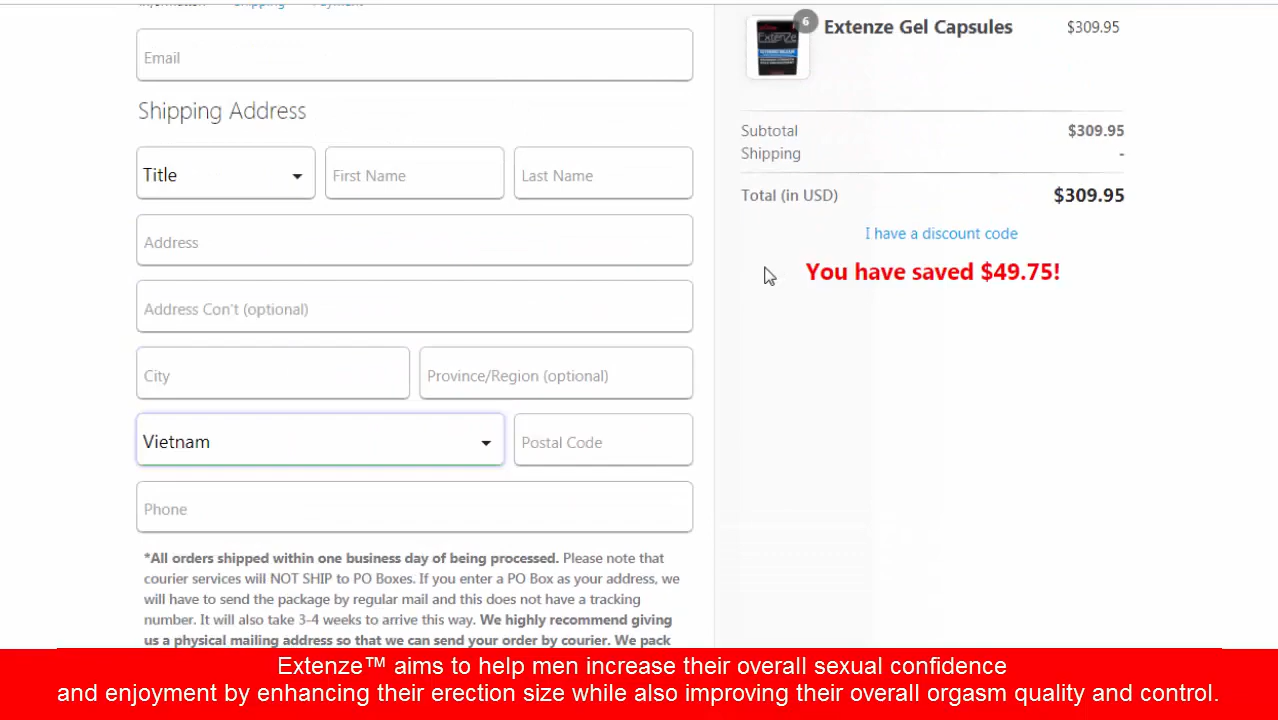 Information Shipping Payment
Email
Shipping Address
Title First Name Last Name
Address
Address Con't (optional)
City Province/Region (optional)
Vietnam Postal Code
Phone
*All orders shipped within one business day of being processed. Please note that
courier services will NOT SHIP to PO Boxes. If you enter a PO Box as your address, we
will have to send the package by regular mail and this does not have a tracking
number. It will also take 3-4 weeks to arrive this way. We highly recommend giving
us a physical mailing address so that we can send your order by courier. We pack
6
Extenze
Extenze Gel Capsules $309.95
Subtotal $309.95
Shipping -
Total (in USD) $309.95
I have a discount code
You have saved $49.75!
Extenze™ aims to help men increase their overall sexual confidence
and enjoyment by enhancing their erection size while also improving their overall orgasm quality and control.